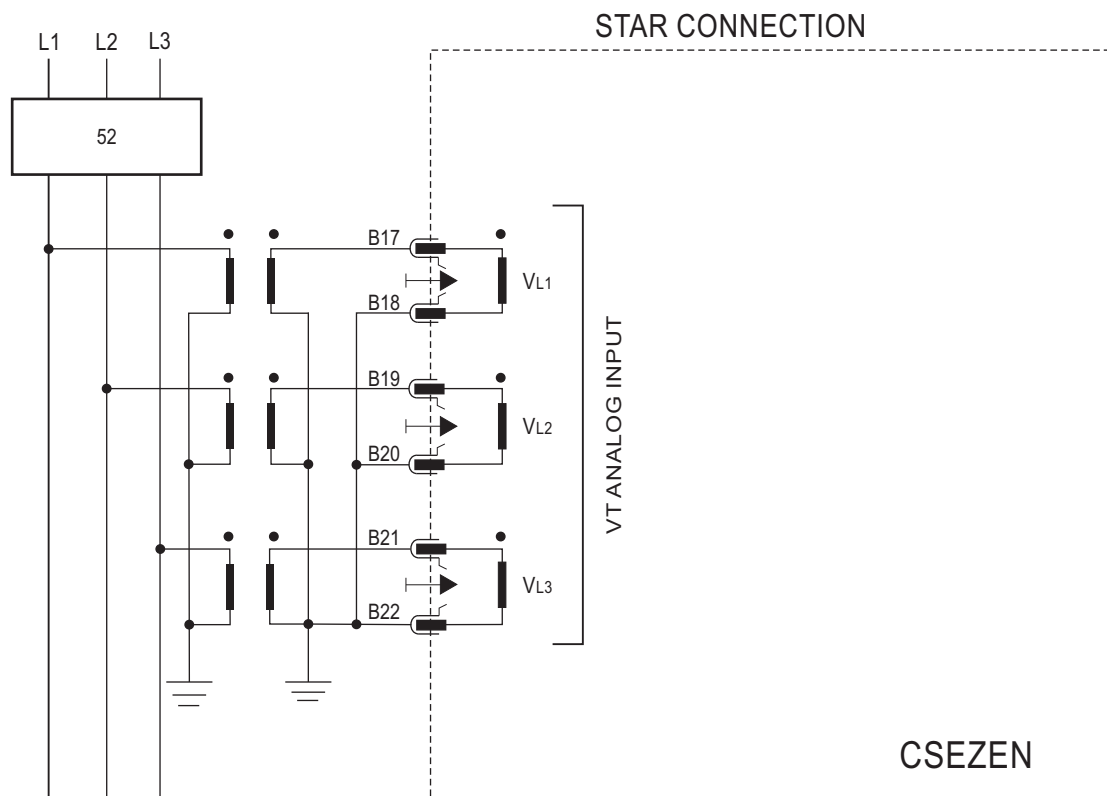 STAR CONNECTION
L1 L2 L3
52
B17
VL1
B18
B19
VL2
B20
B21
VL3
B22
VT ANALOG INPUT
CSEZEN